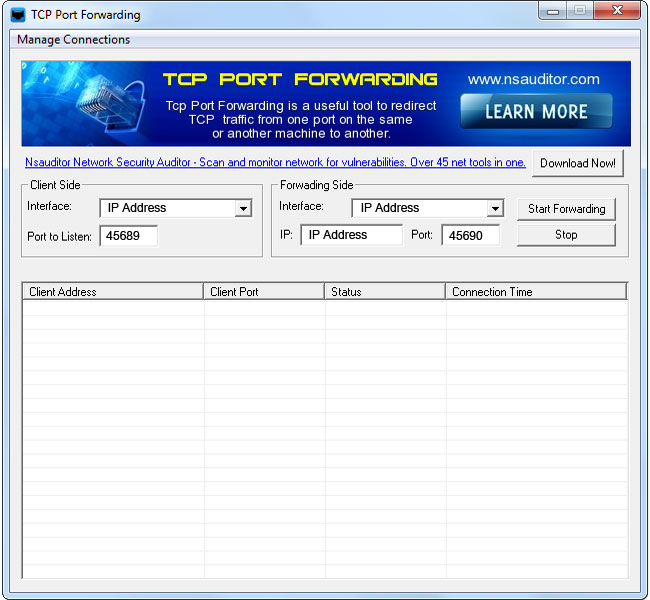 TCP Port Forwarding
Manage Connections
TCP PORT FORWARDING
Tcp Port Forwarding is a useful tool to redirect
TCP traffic from one port on the same
or another machine to another.
www.nsauditor.com
LEARN MORE
Nsauditor Network Security Auditor - Scan and monitor network for vulnerabilities. Over 45 net tools in one.
Download Now!
Client Side
Interface: IP Address
Port to Listen: 45689
Forwading Side
Interface: IP Address
Start Forwarding
IP: IP Address Port: 45690
Stop
Client Address Client Port Status Connection Time